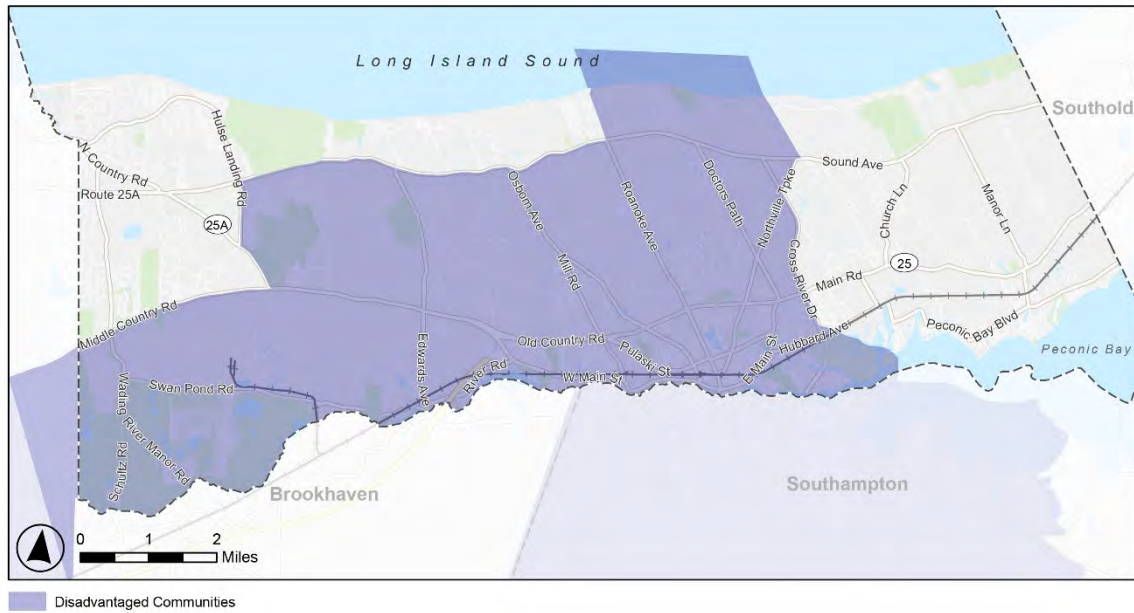 Long Island Sound
Southold
N Country Rd
Hulse Landing Rd
Route 25A
25A
Sound Ave
Osborn Ave
Roanoke Ave
Doctors Path
Northville Tpke
Church Ln
Manor Ln
Mill Rd
Cross River Dr
25
Main Rd
Middle Country Rd
Edwards Ave
Old Country Rd
Pulaski St
E Main St
Hubbard Ave
Peconic Bay Blvd
Peconic Bay
River Rd
W Main St
Swan Pond Rd
Wading River Manor Rd
Schultz Rd
Brookhaven
Southampton
0 1 2
Miles
Disadvantaged Communities